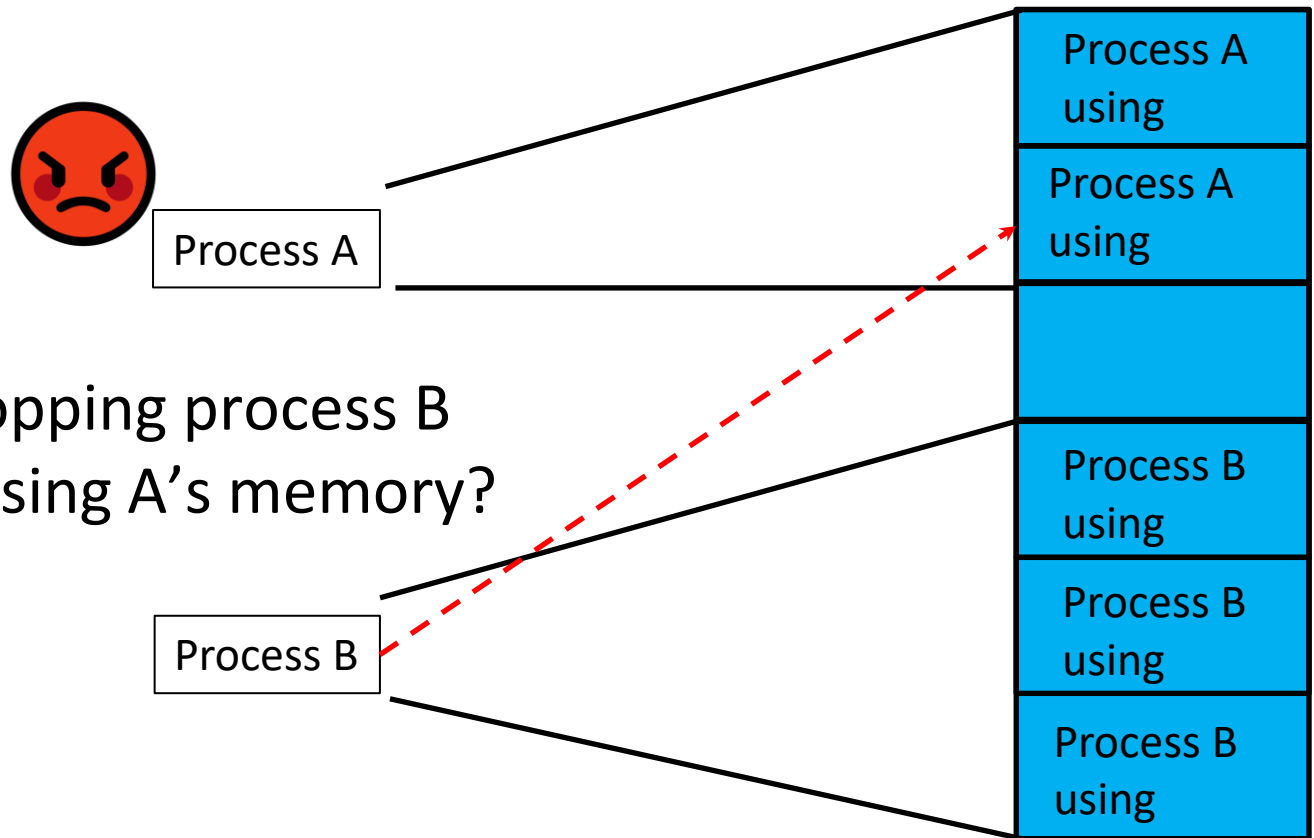 Process A
using
Process A
using
Process A
opping process B
sing A's memory?
Process B
using
Process B
using
Process B
Process B
using